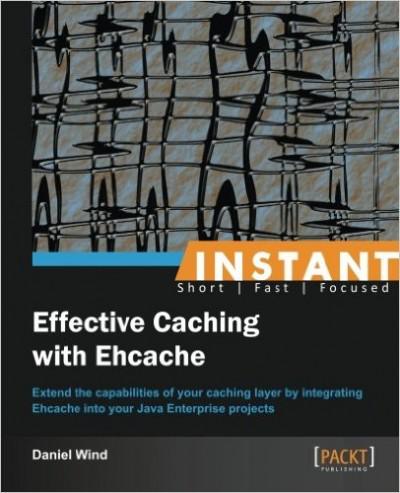 INSTANT
Short | Fast | Focused
Effective Caching
with Ehcache
Extend the capabilities of your caching layer by integrating
Ehcache into your Java Enterprise projects
Daniel Wind
[PACKT]
PUBLISHING